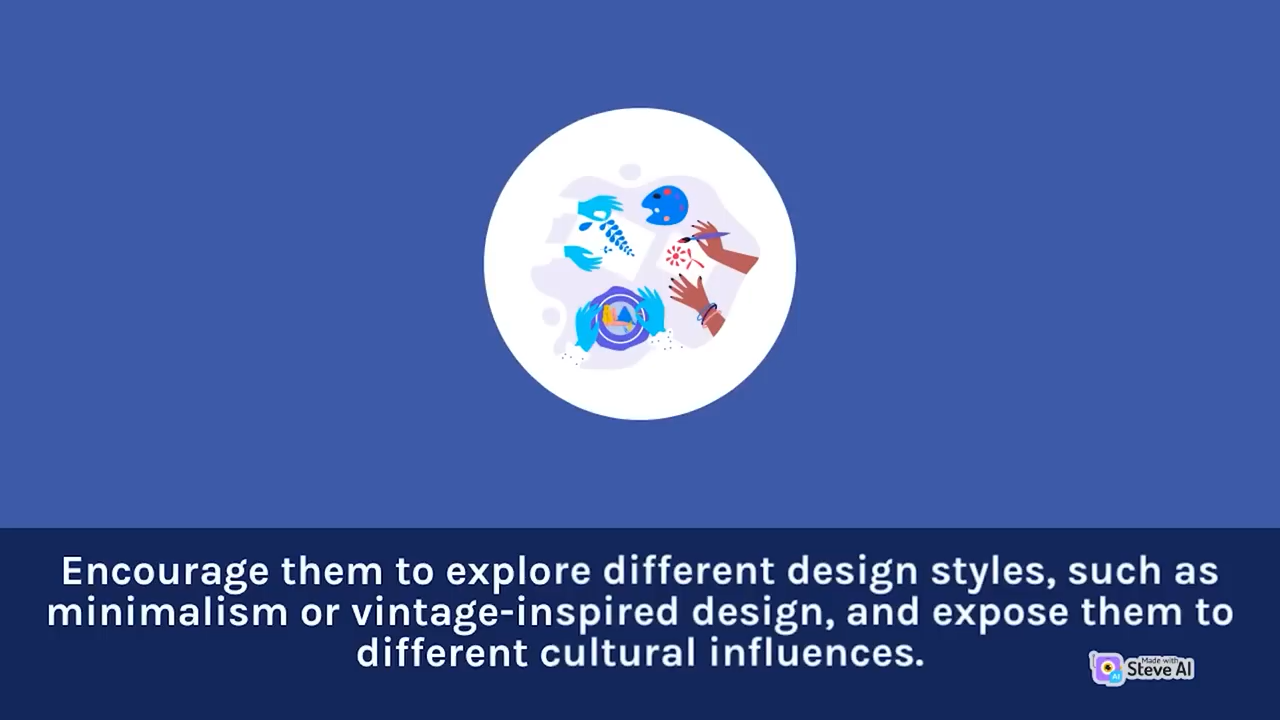 Encourage them to explore different design styles, such as
minimalism or vintage-inspired design, and expose them to
different cultural influences.
Made with
Steve AI
AI